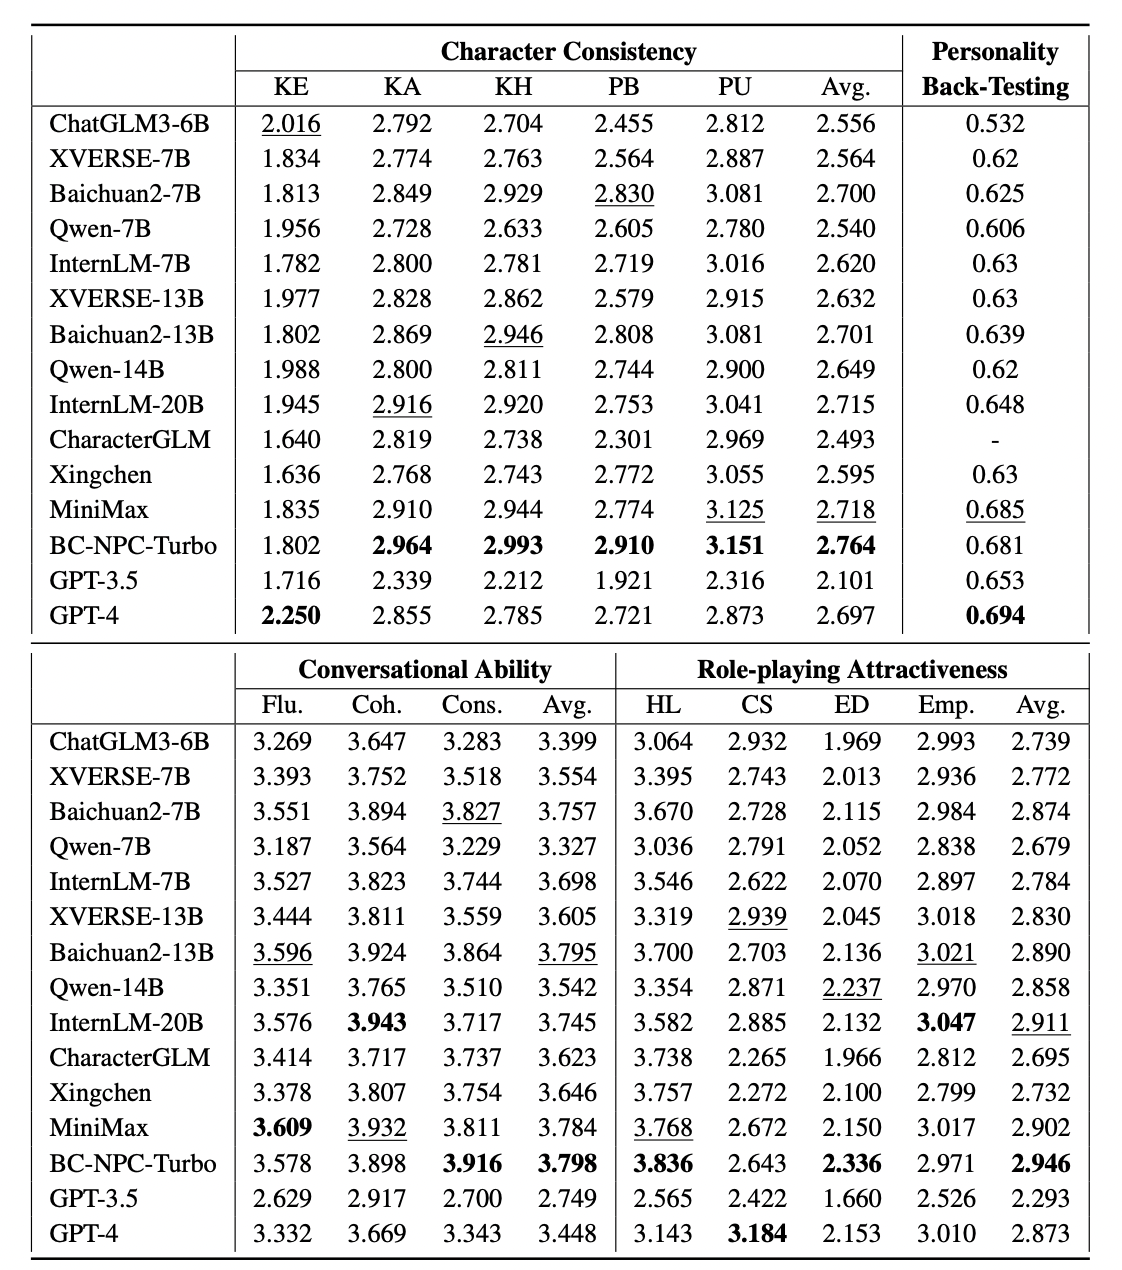 Character Consistency Personality
KE KA KH PB PU Avg. Back-Testing
ChatGLM3-6B 2.016 2.792 2.704 2.455 2.812 2.556 0.532
XVERSE-7B 1.834 2.774 2.763 2.564 2.887 2.564 0.62
Baichuan2-7B 1.813 2.849 2.929 2.830 3.081 2.700 0.625
Qwen-7B 1.956 2.728 2.633 2.605 2.780 2.540 0.606
InternLM-7B 1.782 2.800 2.781 2.719 3.016 2.620 0.63
XVERSE-13B 1.977 2.828 2.862 2.579 2.915 2.632 0.63
Baichuan2-13B 1.802 2.869 2.946 2.808 3.081 2.701 0.639
Qwen-14B 1.988 2.800 2.811 2.744 2.900 2.649 0.62
InternLM-20B 1.945 2.916 2.920 2.753 3.041 2.715 0.648
CharacterGLM 1.640 2.819 2.738 2.301 2.969 2.493 -
Xingchen 1.636 2.768 2.743 2.772 3.055 2.595 0.63
MiniMax 1.835 2.910 2.944 2.774 3.125 2.718 0.685
BC-NPC-Turbo 1.802 2.964 2.993 2.910 3.151 2.764 0.681
GPT-3.5 1.716 2.339 2.212 1.921 2.316 2.101 0.653
GPT-4 2.250 2.855 2.785 2.721 2.873 2.697 0.694
Conversational Ability Role-playing Attractiveness
Flu. Coh. Cons. Avg. HL CS ED Emp. Avg.
ChatGLM3-6B 3.269 3.647 3.283 3.399 3.064 2.932 1.969 2.993 2.739
XVERSE-7B 3.393 3.752 3.518 3.554 3.395 2.743 2.013 2.936 2.772
Baichuan2-7B 3.551 3.894 3.827 3.757 3.670 2.728 2.115 2.984 2.874
Qwen-7B 3.187 3.564 3.229 3.327 3.036 2.791 2.052 2.838 2.679
InternLM-7B 3.527 3.823 3.744 3.698 3.546 2.622 2.070 2.897 2.784
XVERSE-13B 3.444 3.811 3.559 3.605 3.319 2.939 2.045 3.018 2.830
Baichuan2-13B 3.596 3.924 3.864 3.795 3.700 2.703 2.136 3.021 2.890
Qwen-14B 3.351 3.765 3.510 3.542 3.354 2.871 2.237 2.970 2.858
InternLM-20B 3.576 3.943 3.717 3.745 3.582 2.885 2.132 3.047 2.911
CharacterGLM 3.414 3.717 3.737 3.623 3.738 2.265 1.966 2.812 2.695
Xingchen 3.378 3.807 3.754 3.646 3.757 2.272 2.100 2.799 2.732
MiniMax 3.609 3.932 3.811 3.784 3.768 2.672 2.150 3.017 2.902
BC-NPC-Turbo 3.578 3.898 3.916 3.798 3.836 2.643 2.336 2.971 2.946
GPT-3.5 2.629 2.917 2.700 2.749 2.565 2.422 1.660 2.526 2.293
GPT-4 3.332 3.669 3.343 3.448 3.143 3.184 2.153 3.010 2.873